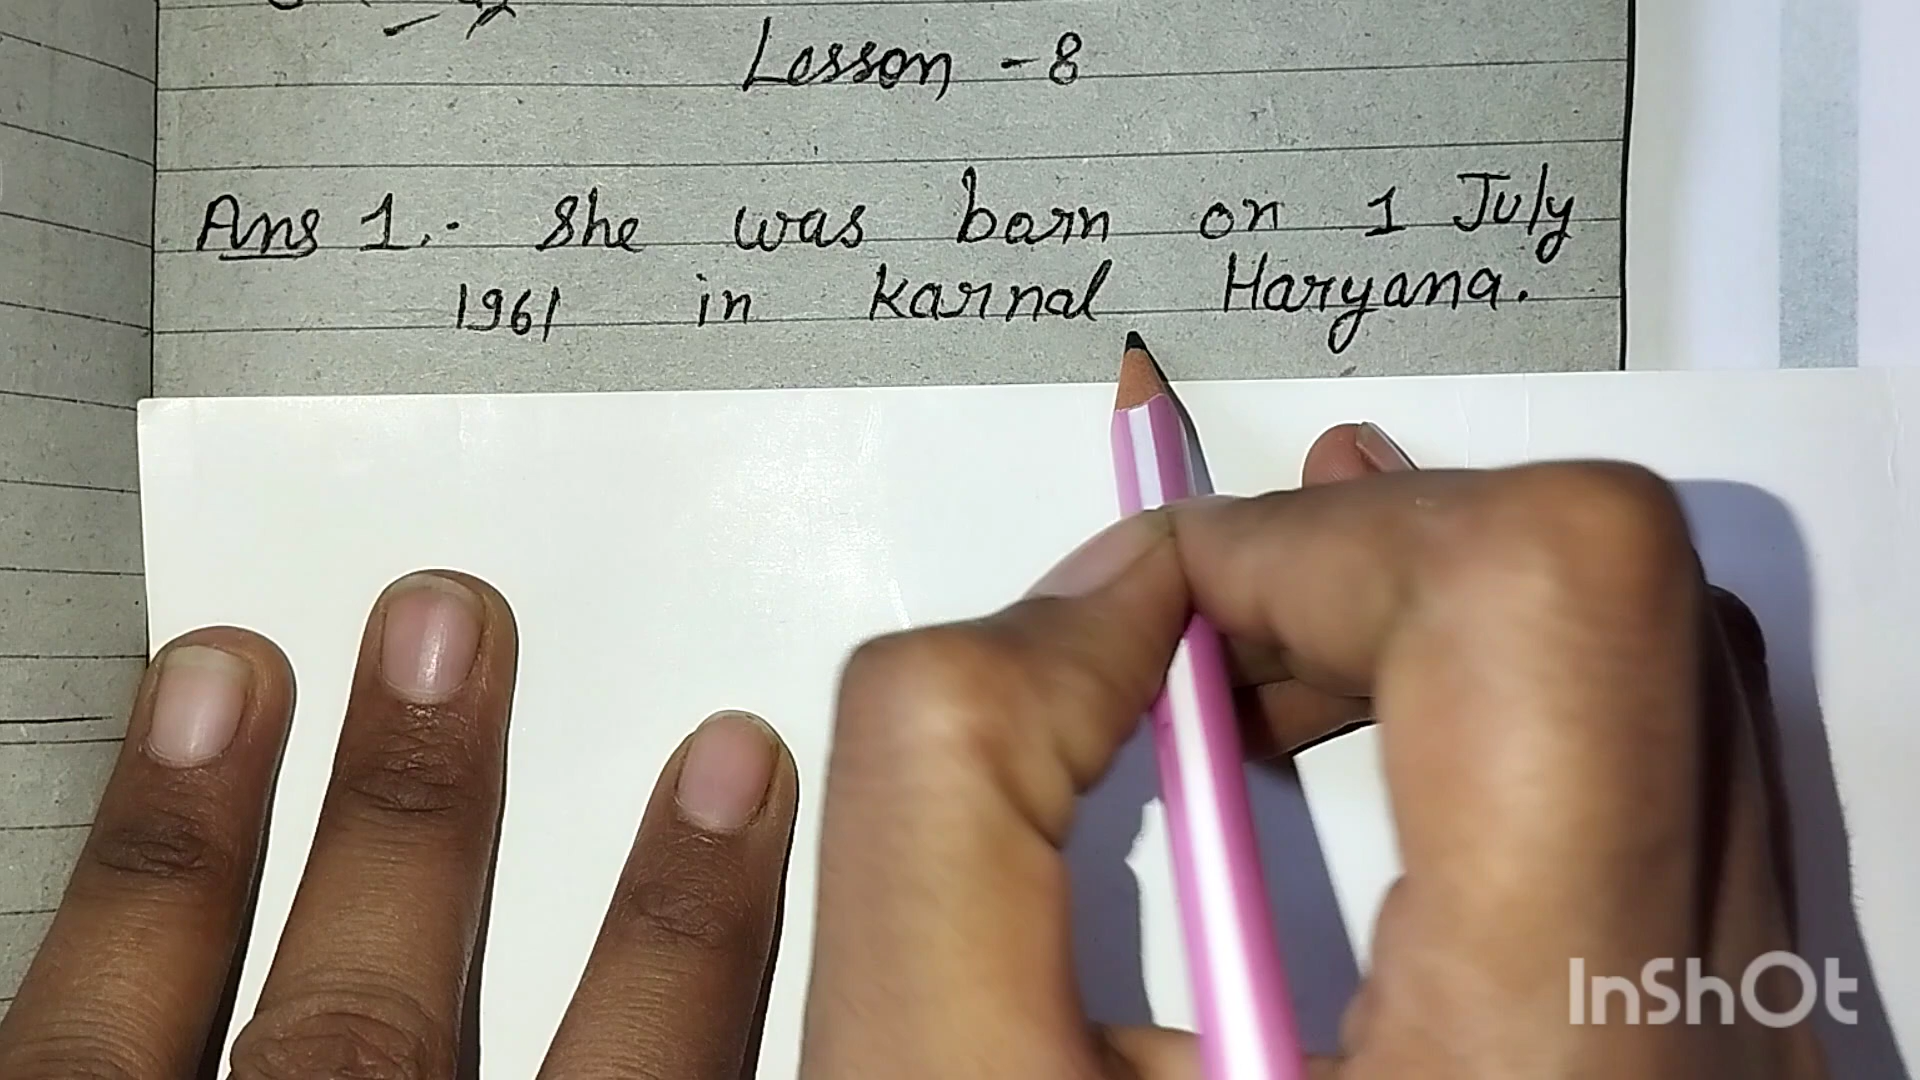 Lesson - 8
Ans 1.- She was born on 1 July
1961 in Karnal Haryana.
InShOt